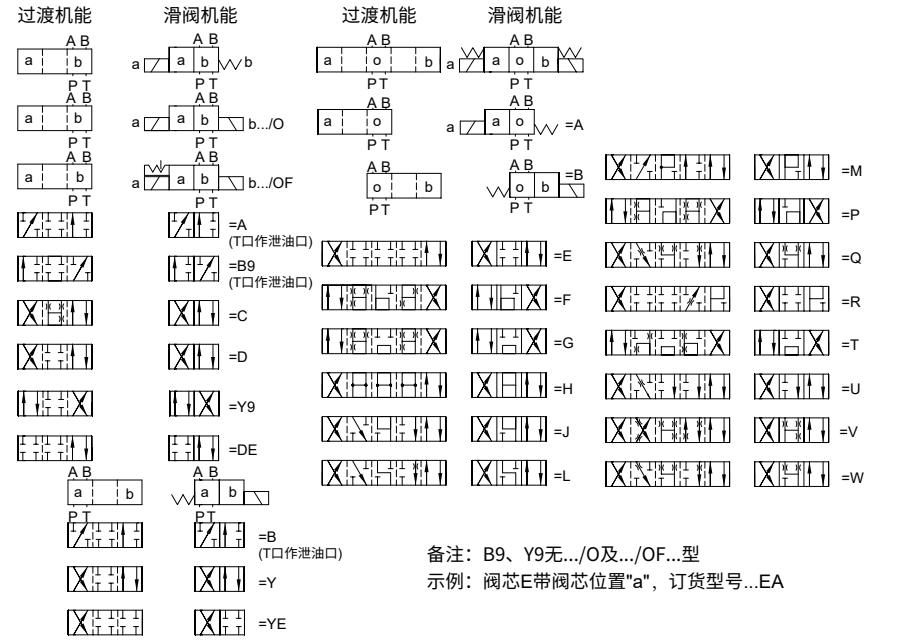 过渡机能 滑阀机能 过渡机能 滑阀机能
A B A B A B A B
a b a a b b a o b a a o b
P T P T P T P T
A B A B A B A B
a b a a b b.../O a o a a o =A
P T P T P T P T
A B A B A B A B
a b a a b b.../OF o b o b =B
P T P T P T P T
=A
(T口作泄油口)
=B9
(T口作泄油口)
=C
=D
=Y9
=DE
A B A B
a b a b
P T P T
=B
(T口作泄油口)
=Y
=YE
=E
=F
=G
=H
=J
=L
=M
=P
=Q
=R
=T
=U
=V
=W
备注：B9、Y9无.../O及.../OF...型
示例：阀芯E带阀芯位置"a"，订货型号...EA